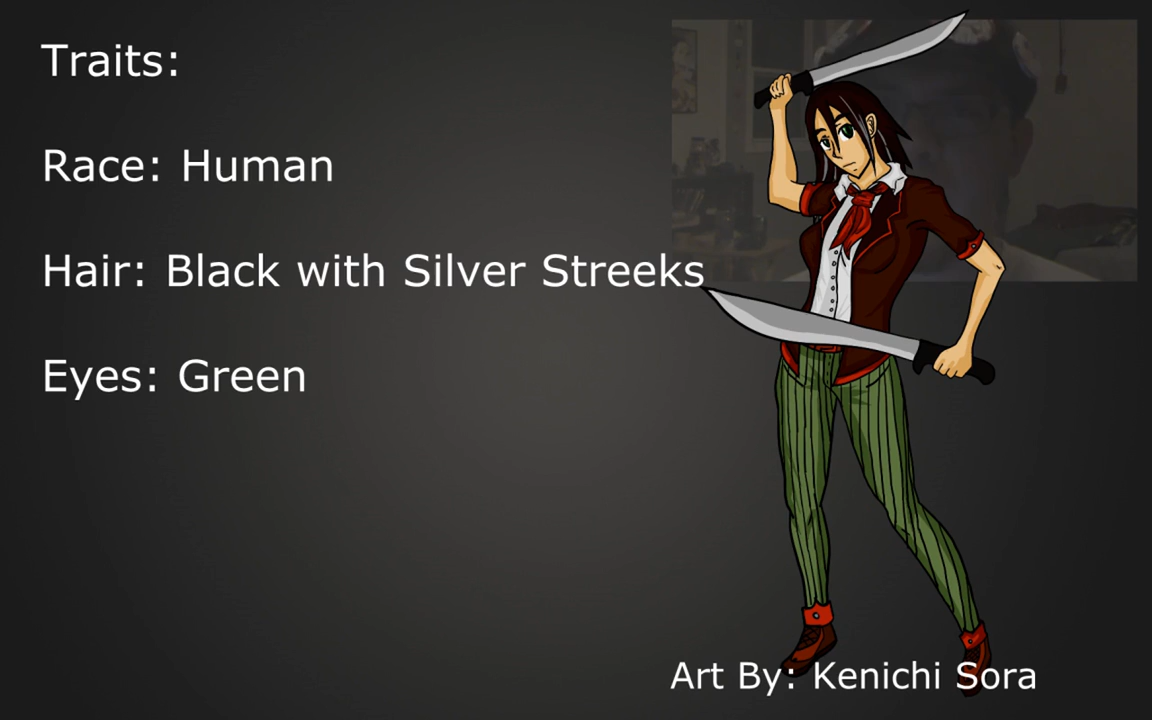 Traits:
Race: Human
Hair: Black with Silver Streeks
Eyes: Green
Art By: Kenichi Sora